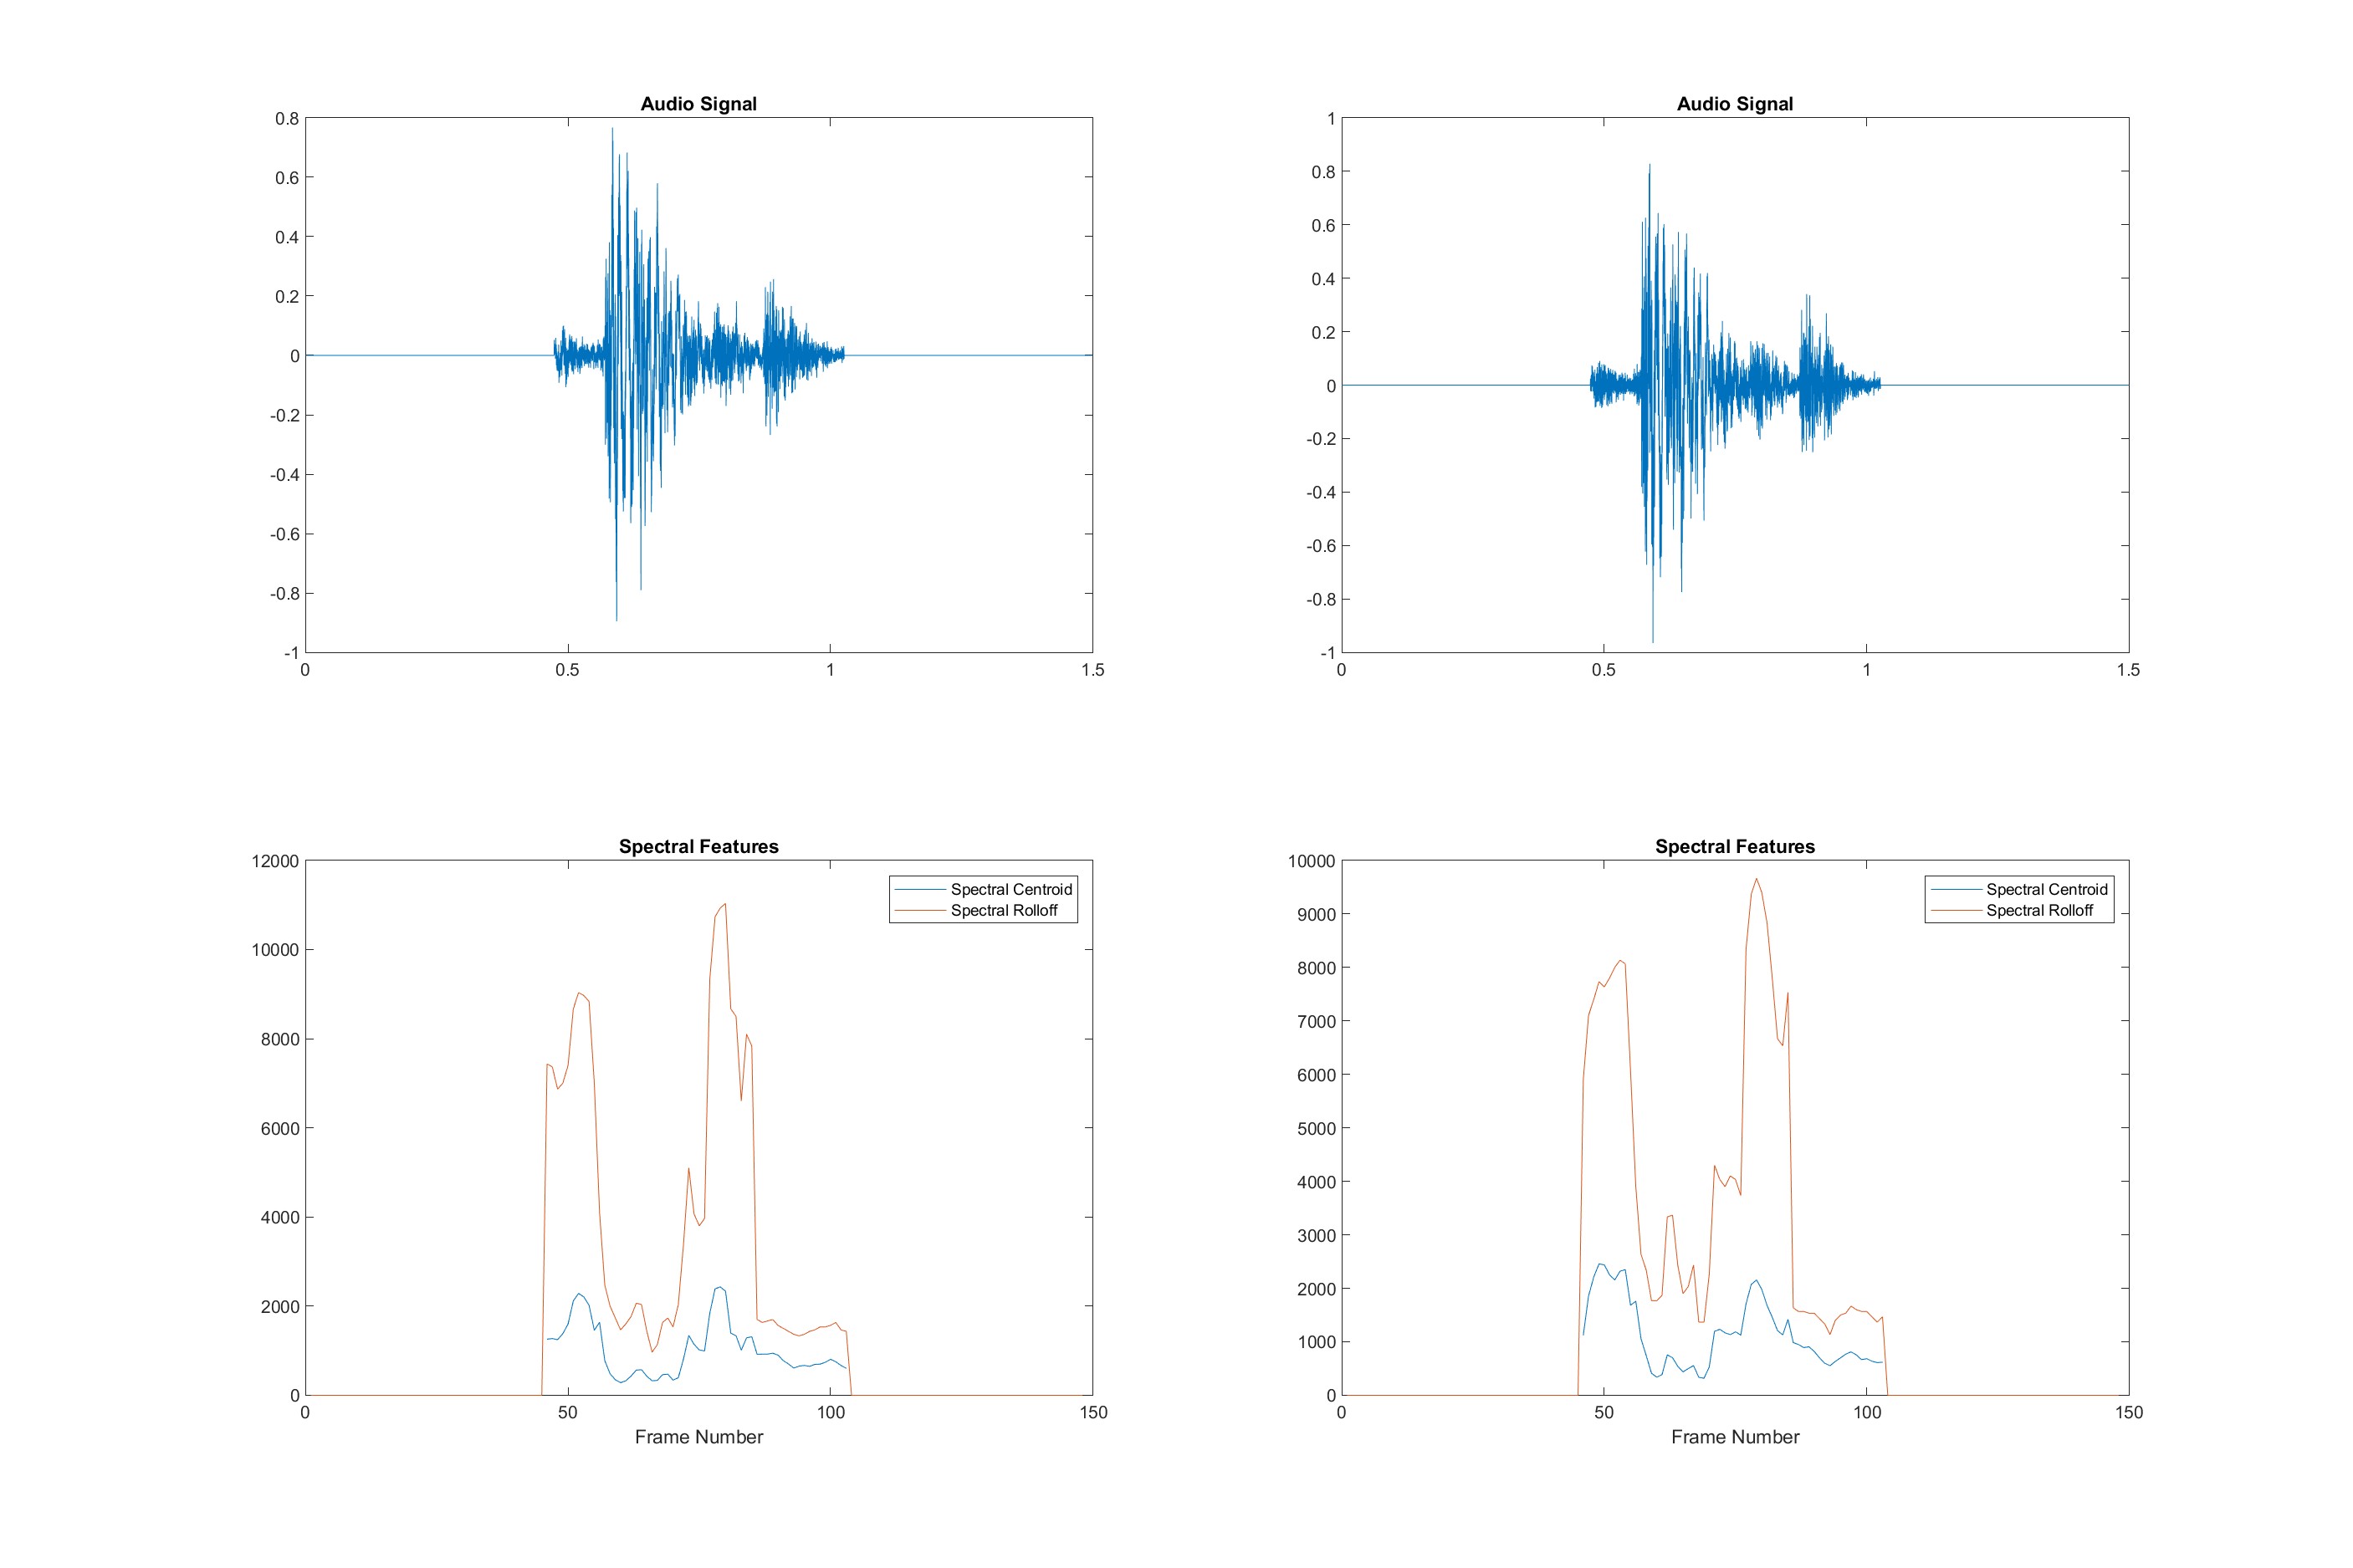 Audio Signal
0.8
0.6
0.4
0.2
0
-0.2
-0.4
-0.6
-0.8
-1
0 0.5 1 1.5
Audio Signal
1
0.8
0.6
0.4
0.2
0
-0.2
-0.4
-0.6
-0.8
-1
0 0.5 1 1.5
Spectral Features
12000
10000
8000
6000
4000
2000
0
Spectral Centroid
Spectral Rolloff
0 50 100 150
Frame Number
Spectral Features
10000
9000
8000
7000
6000
5000
4000
3000
2000
1000
0
Spectral Centroid
Spectral Rolloff
0 50 100 150
Frame Number